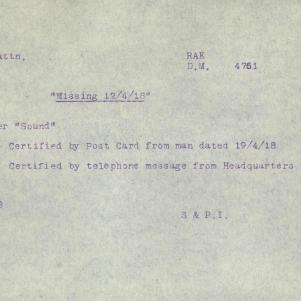 atin.
RAE
D.M. 4761
"Missing 12/4/18"
er "Sound"
Certified by Post Card from man dated 19/4/18
Certified by telephone message from Headquarters
S & P.I.